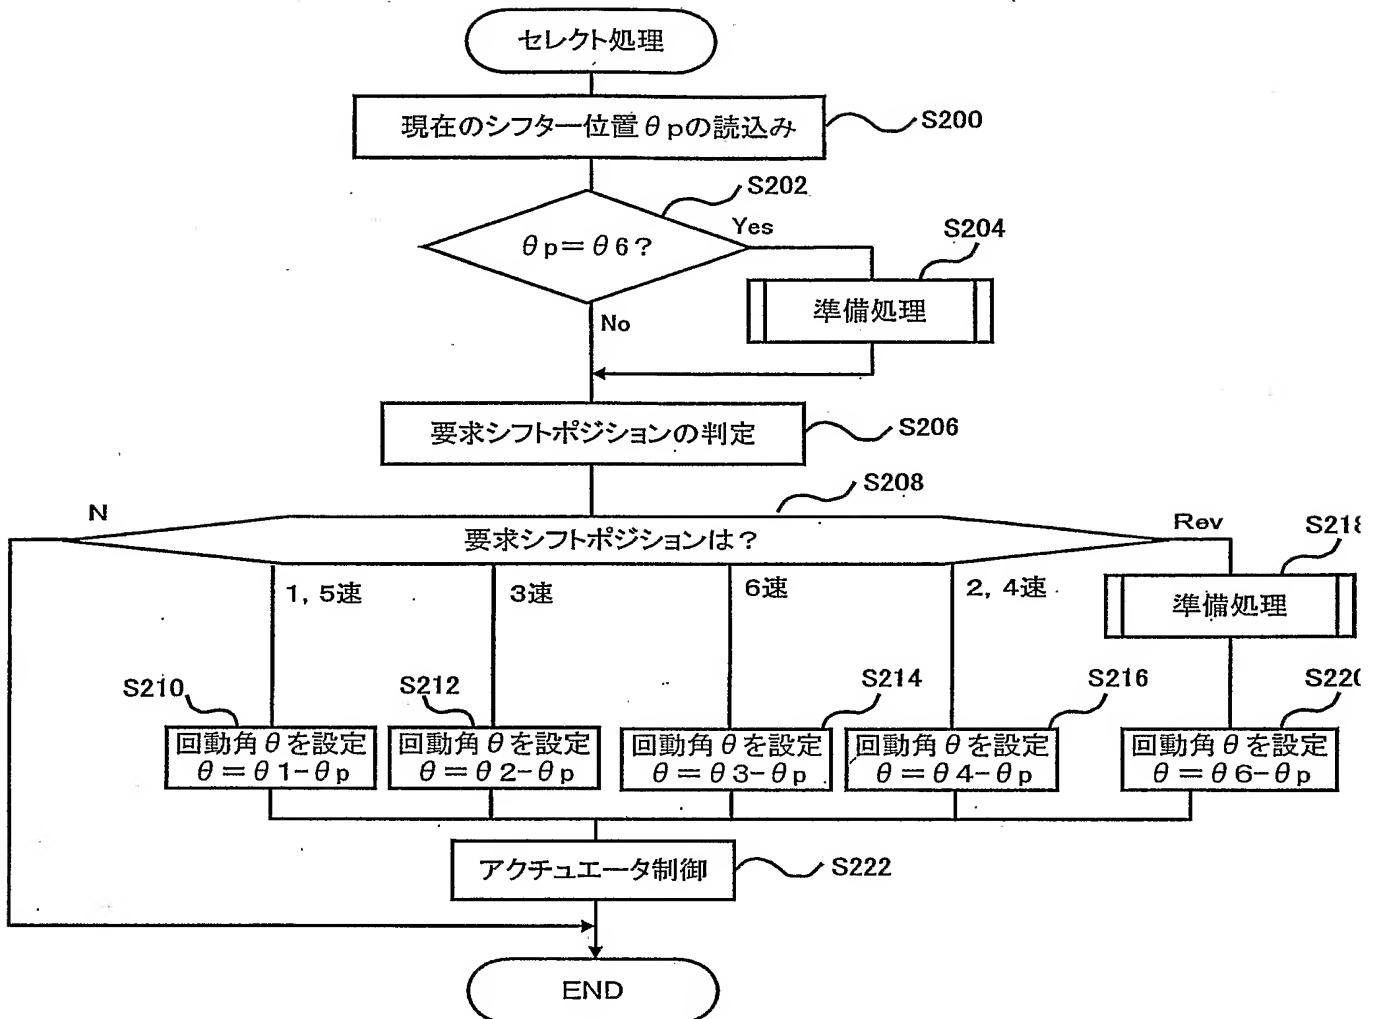 セレクト処理
現在のシフター位置θpの読込み
S200
S202
θp=θ6?
Yes
S204
準備処理
No
要求シフトポジションの判定
S206
S208
N
要求シフトポジションは?
Rev
S218
1, 5速
3速
6速
2, 4速
準備処理
S210
S212
S214
S216
S220
回動角θを設定
θ=θ1-θp
回動角θを設定
θ=θ2-θp
回動角θを設定
θ=θ3-θp
回動角θを設定
θ=θ4-θp
回動角θを設定
θ=θ6-θp
アクチュエータ制御
S222
END